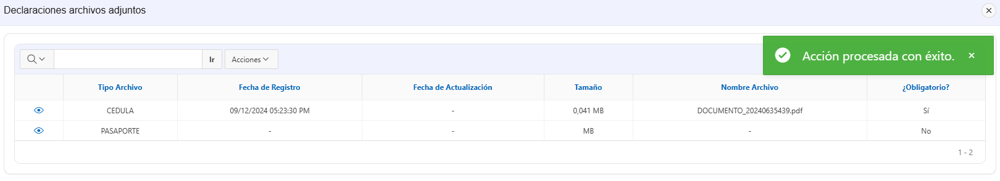 Declaraciones archivos adjuntos
Ir Acciones
Acción procesada con éxito.
Tipo Archivo Fecha de Registro Fecha de Actualización Tamaño Nombre Archivo ¿Obligatorio?
CEDULA 09/12/2024 05:23:30 PM - 0,041 MB DOCUMENTO_20240635439.pdf Sí
PASAPORTE - - MB - No
1 - 2